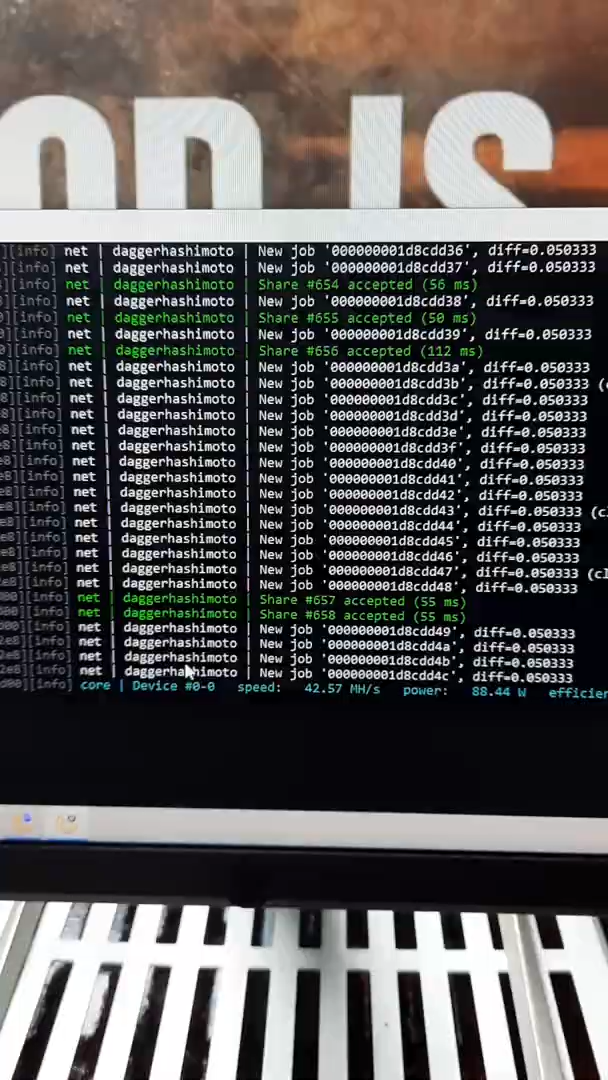 OD IS
][info] net | daggerhashimoto | New job '000000001d8cdd36', diff=0.050333
][info] net | daggerhashimoto | New job '000000001d8cdd37', diff=0.050333
][info] net | daggerhashimoto | Share #654 accepted (56 ms)
][info] net | daggerhashimoto | New job '000000001d8cdd38', diff=0.050333
0][info] net | daggerhashimoto | Share #655 accepted (50 ms)
][info] net | daggerhashimoto | New job '000000001d8cdd39', diff=0.050333
0][info] net | daggerhashimoto | Share #656 accepted (112 ms)
8][info] net | daggerhashimoto | New job '000000001d8cdd3a', diff=0.050333
8][info] net | daggerhashimoto | New job '000000001d8cdd3b', diff=0.050333 (
8][info] net | daggerhashimoto | New job '000000001d8cdd3c', diff=0.050333
8][info] net | daggerhashimoto | New job '000000001d8cdd3d', diff=0.050333
e8][info] net | daggerhashimoto | New job '000000001d8cdd3e', diff=0.050333
e8][info] net | daggerhashimoto | New job '000000001d8cdd3f', diff=0.050333
e8][info] net | daggerhashimoto | New job '000000001d8cdd40', diff=0.050333
e8][info] net | daggerhashimoto | New job '000000001d8cdd41', diff=0.050333
e8][info] net | daggerhashimoto | New job '000000001d8cdd42', diff=0.050333
e8][info] net | daggerhashimoto | New job '000000001d8cdd43', diff=0.050333 (cl
e8][info] net | daggerhashimoto | New job '000000001d8cdd44', diff=0.050333
e8][info] net | daggerhashimoto | New job '000000001d8cdd45', diff=0.050333
e8][info] net | daggerhashimoto | New job '000000001d8cdd46', diff=0.050333
2e8][info] net | daggerhashimoto | New job '000000001d8cdd47', diff=0.050333 (cl
2e8][info] net | daggerhashimoto | New job '000000001d8cdd48', diff=0.050333
000][info] net | daggerhashimoto | Share #657 accepted (55 ms)
000][info] net | daggerhashimoto | Share #658 accepted (55 ms)
2e8][info] net | daggerhashimoto | New job '000000001d8cdd49', diff=0.050333
2e8][info] net | daggerhashimoto | New job '000000001d8cdd4a', diff=0.050333
2e8][info] net | daggerhashimoto | New job '000000001d8cdd4b', diff=0.050333
2e8][info] net | daggerhashimoto | New job '000000001d8cdd4c', diff=0.050333
d00][info] core | Device #0-0 speed: 42.57 MH/s power: 88.44 W efficien